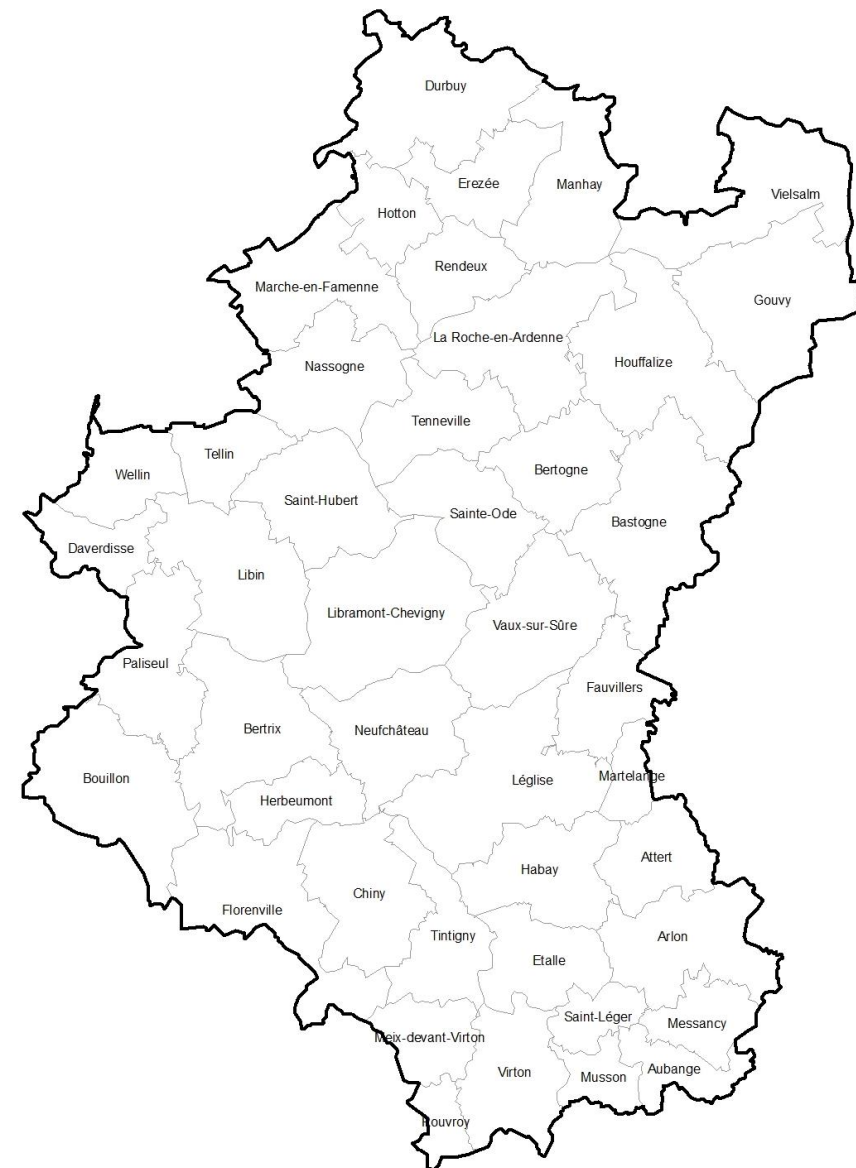 Durbuy
Erezée
Manhay
Vielsalm
Hotton
Rendeux
Marche-en-Famenne
Gouvy
La Roche-en-Ardenne
Nassogne
Houffalize
Tenneville
Tellin
Wellin
Bertogne
Saint-Hubert
Sainte-Ode
Bastogne
Daverdisse
Libin
Libramont-Chevigny
Vaux-sur-Sûre
Paliseul
Fauvillers
Bertrix
Neufchâteau
Bouillon
Martelange
Léglise
Herbeumont
Attert
Habay
Chiny
Florenville
Tintigny
Arlon
Etalle
Saint-Léger
Messancy
Meix-devant-Virton
Aubange
Virton
Musson
Rouvroy